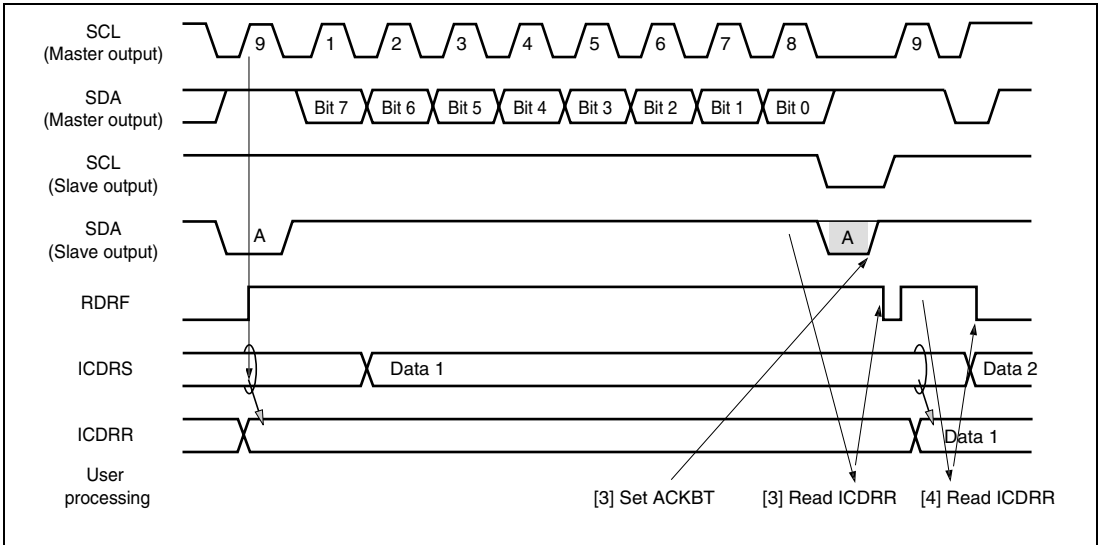 SCL
(Master output)
9 1 2 3 4 5 6 7 8 9
SDA
(Master output)
Bit 7 Bit 6 Bit 5 Bit 4 Bit 3 Bit 2 Bit 1 Bit 0
SCL
(Slave output)
SDA
(Slave output)
A A
RDRF
ICDRS
Data 1 Data 2
ICDRR
Data 1
User
processing
[3] Set ACKBT [3] Read ICDRR [4] Read ICDRR